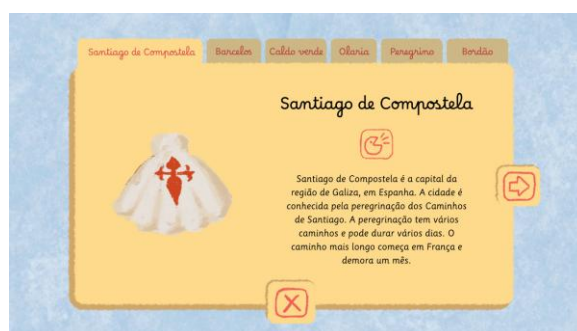 Santiago de Compostela
Barcelos
Caldo verde
Olaria
Peregrino
Bordão
Santiago de Compostela
Santiago de Compostela é a capital da
região de Galiza, em Espanha. A cidade é
conhecida pela peregrinação dos Caminhos
de Santiago. A peregrinação tem vários
caminhos e pode durar vários dias. O
caminho mais longo começa em França e
demora um mês.